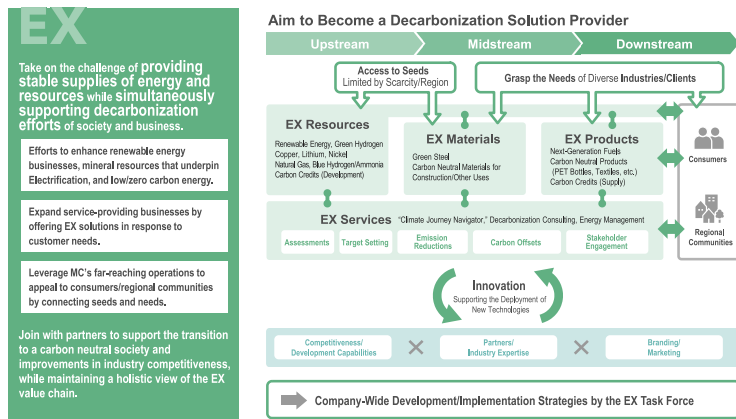 EX
Take on the challenge of providing
stable supplies of energy and
resources while simultaneously
supporting decarbonization
efforts of society and business.
Efforts to enhance renewable energy
businesses, mineral resources that underpin
Electrification, and low/zero carbon energy.
Expand service-providing businesses by
offering EX solutions in response to
customer needs.
Leverage MC's far-reaching operations to
appeal to consumers/regional communities
by connecting seeds and needs.
Join with partners to support the transition
to a carbon neutral society and
improvements in industry competitiveness,
while maintaining a holistic view of the EX
value chain.
Aim to Become a Decarbonization Solution Provider
Upstream
Midstream
Downstream
Access to Seeds
Limited by Scarcity/Region
Grasp the Needs of Diverse Industries/Clients
EX Resources
Renewable Energy, Green Hydrogen
Copper, Lithium, Nickel
Natural Gas, Blue Hydrogen/Ammonia
Carbon Credits (Development)
EX Materials
Green Steel
Carbon Neutral Materials for
Construction/Other Uses
EX Products
Next-Generation Fuels
Carbon Neutral Products
(PET Bottles, Textiles, etc.)
Carbon Credits (Supply)
Consumers
Regional
Communities
EX Services "Climate Journey Navigator," Decarbonization Consulting, Energy Management
Assessments
Target Setting
Emission
Reductions
Carbon Offsets
Stakeholder
Engagement
Innovation
Supporting the Deployment of
New Technologies
Competitiveness/
Development Capabilities
Partners/
Industry Expertise
Branding/
Marketing
Company-Wide Development/Implementation Strategies by the EX Task Force